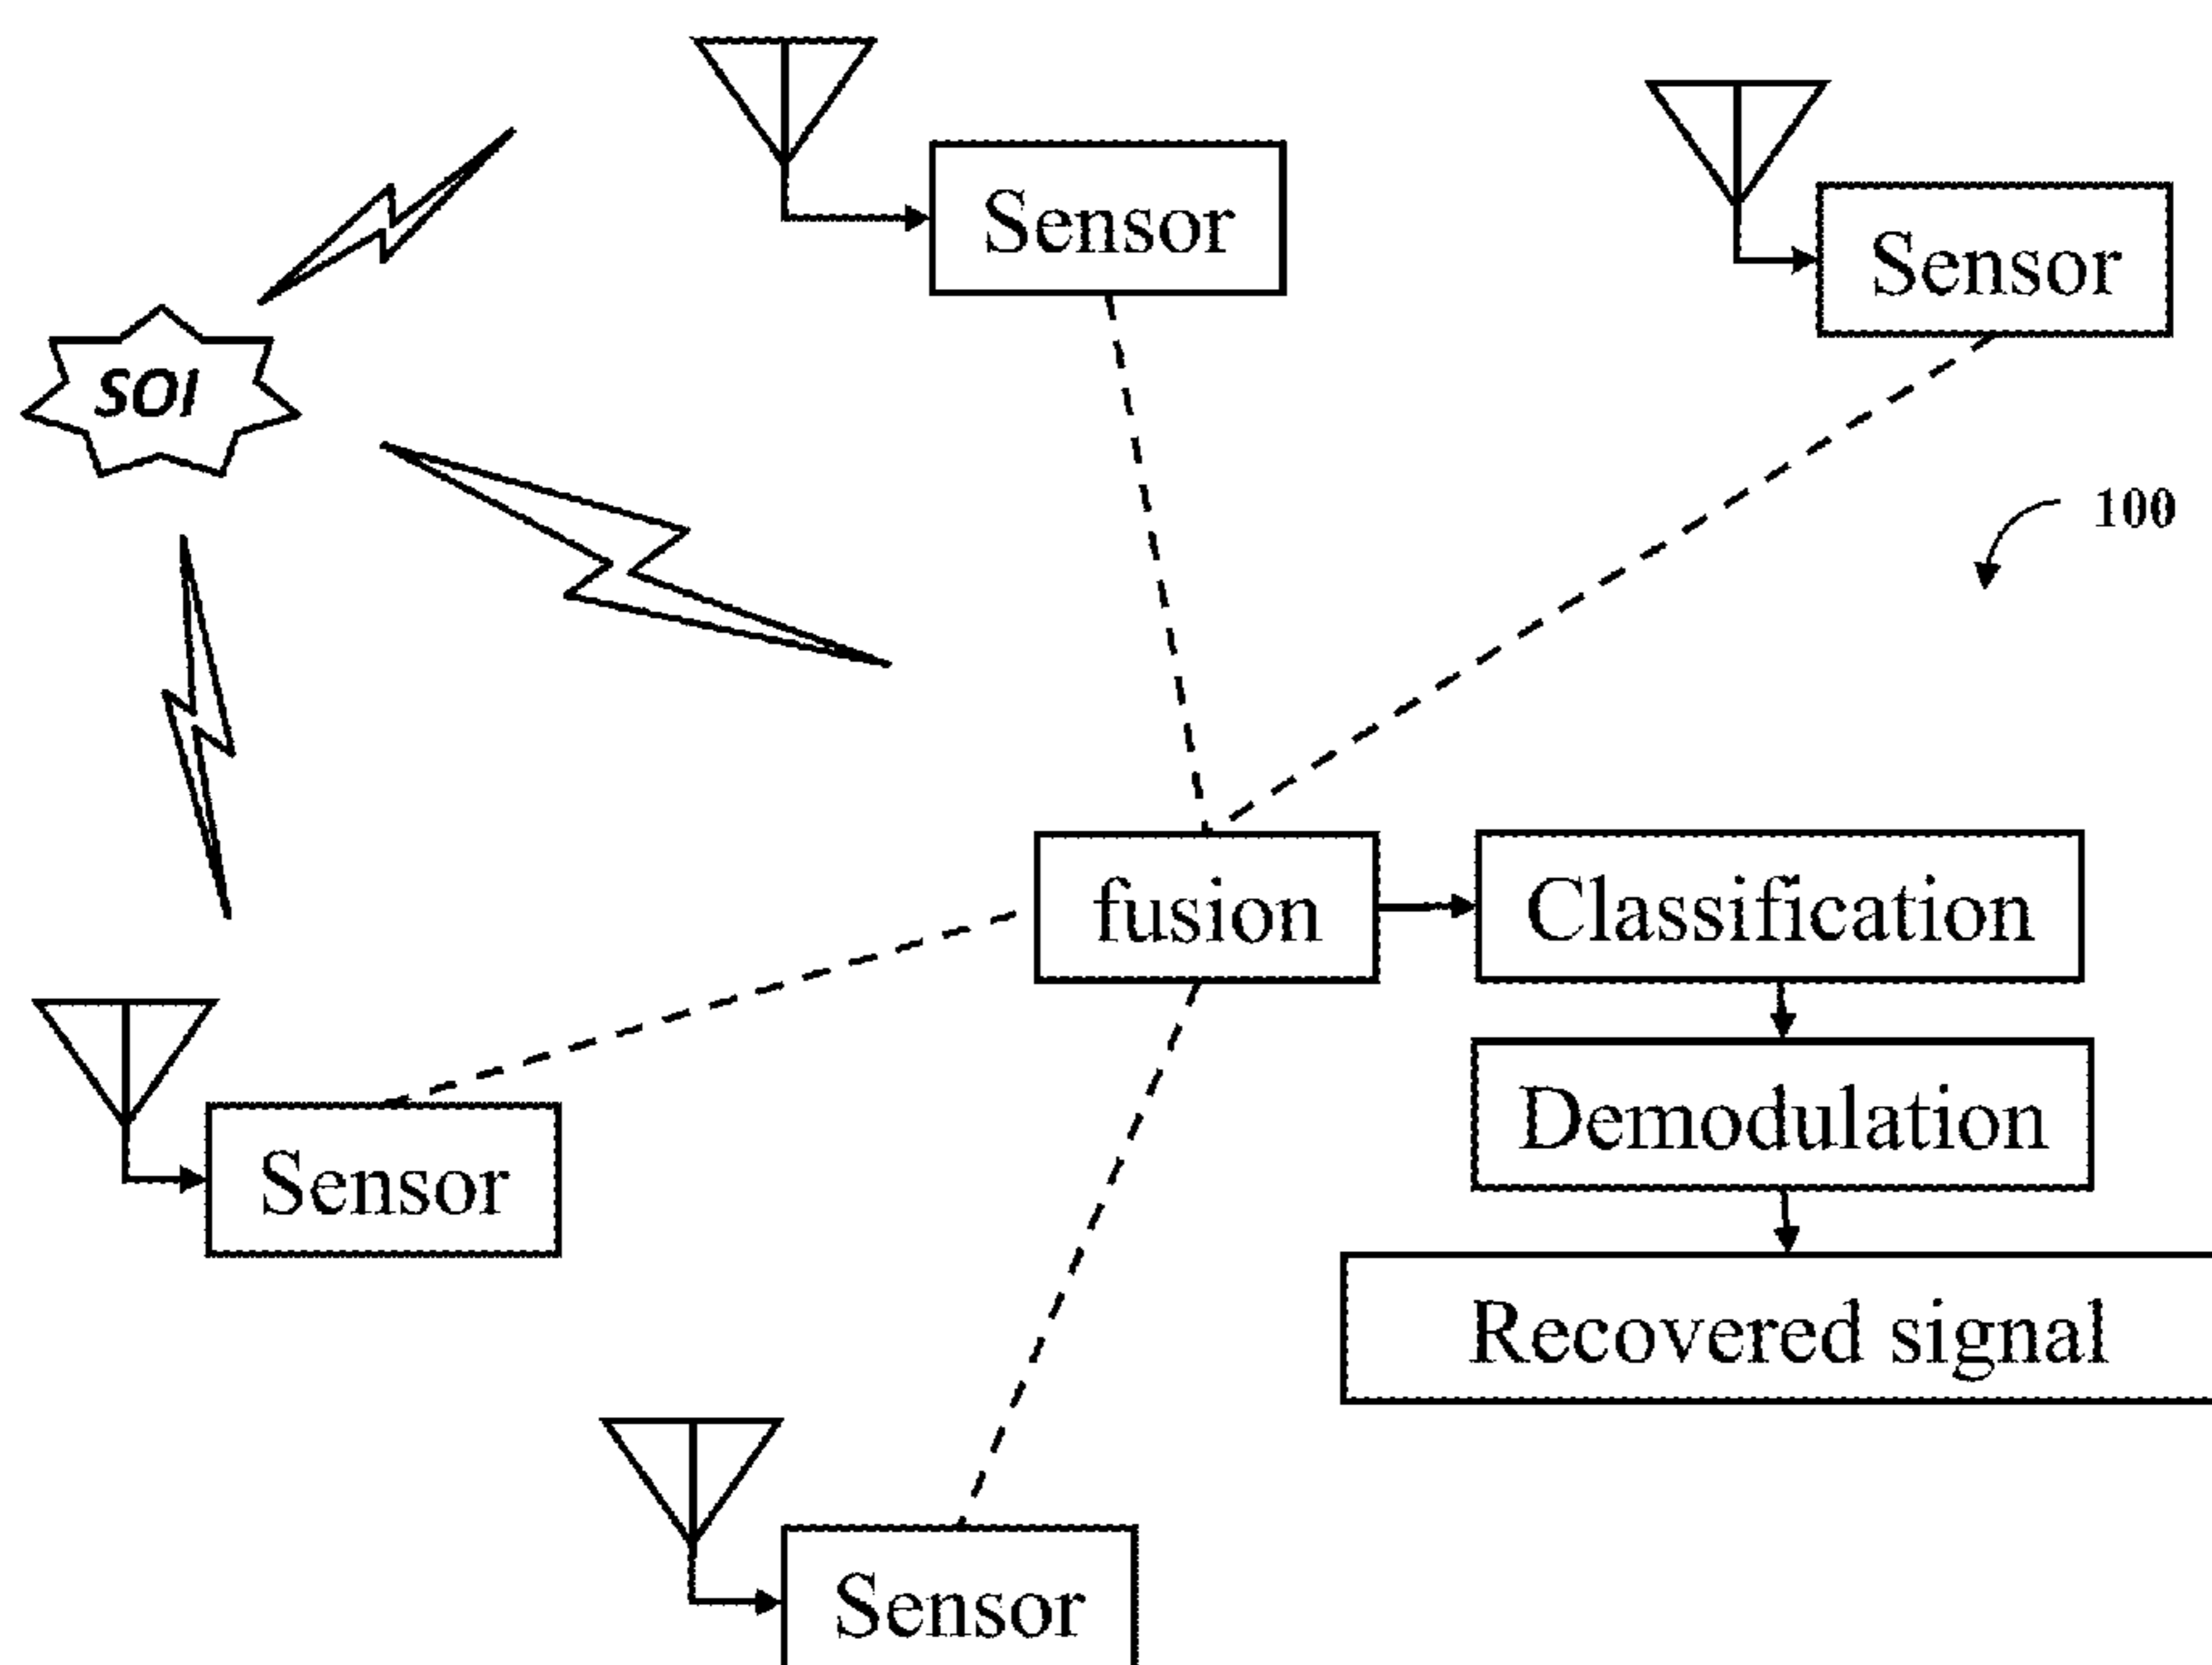 Sensor
Sensor
SOI
100
fusion
Classification
Demodulation
Sensor
Recovered signal
Sensor